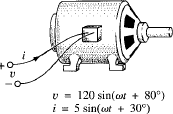 i
+
v
−
v = 120 sin(ωt + 80°)
i = 5 sin(ωt + 30°)